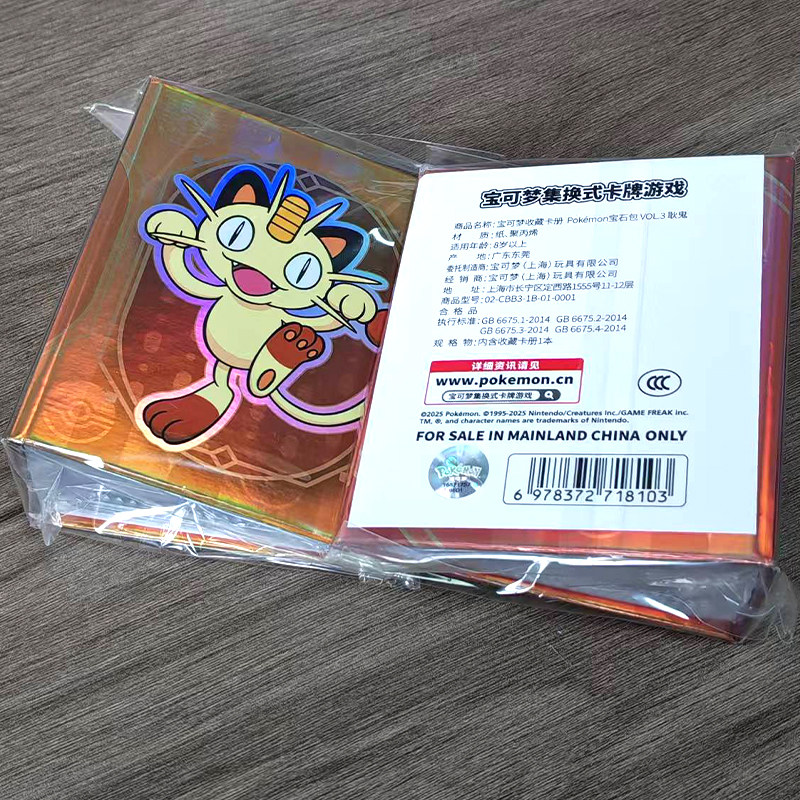 宝可梦集换式卡牌游戏
商品名称: 宝可梦收藏卡册 Pokémon宝石包 VOL.3 耿鬼
材 质: 纸、聚丙烯
适用年龄: 8岁以上
产 地: 广东东莞
委托制造商: 宝可梦(上海)玩具有限公司
经 销 商: 宝可梦(上海)玩具有限公司
地 址: 上海市长宁区定西路1555号11-12层
商品型号: 02-CBB3-1B-01-0001
合 格 品
执行标准: GB 6675.1-2014 GB 6675.2-2014
GB 6675.3-2014 GB 6675.4-2014
规 格 物: 内含收藏卡册1本
详细资讯请见
www.pokemon.cn
宝可梦集换式卡牌游戏
CCC
©2025 Pokémon. ©1995-2025 Nintendo/Creatures Inc./GAME FREAK inc.
TM, ®, and character names are trademarks of Nintendo.
FOR SALE IN MAINLAND CHINA ONLY
POKÉMON
6 978372 718103